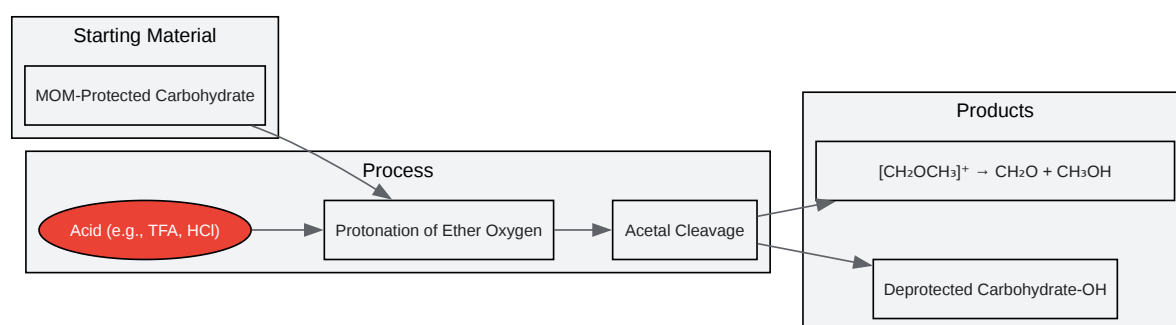 Starting Material
MOM-Protected Carbohydrate
Process
Acid (e.g., TFA, HCl)
Protonation of Ether Oxygen
Acetal Cleavage
Products
[CH₂OCH₃]⁺ → CH₂O + CH₃OH
Deprotected Carbohydrate-OH